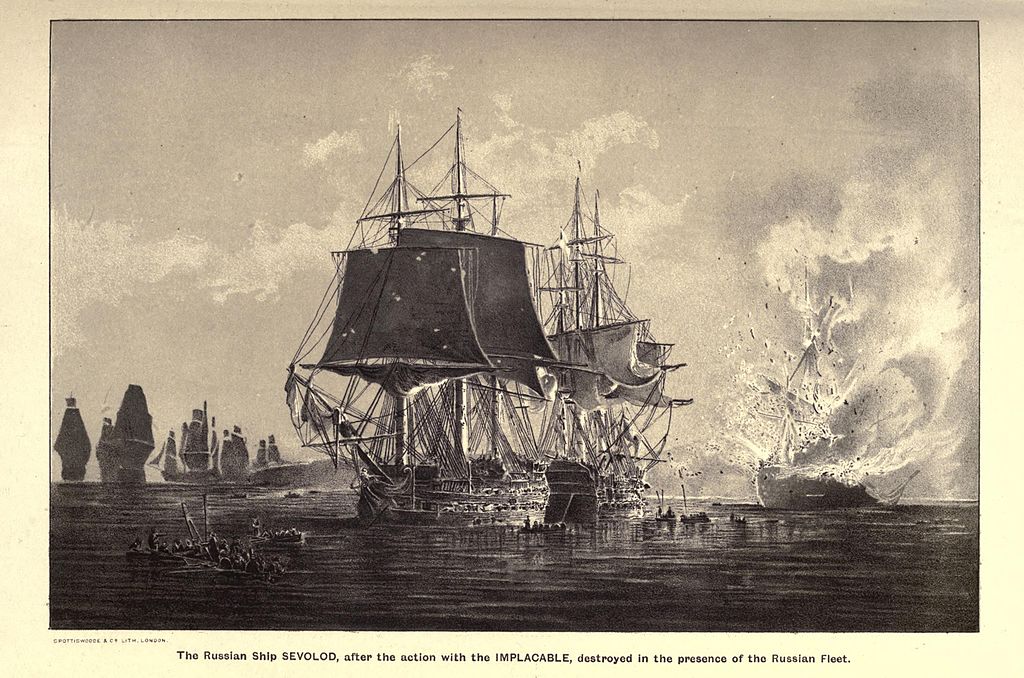 SPOTTISWOODE & Co LITH. LONDON.
The Russian Ship SEVOLOD, after the action with the IMPLACABLE, destroyed in the presence of the Russian Fleet.